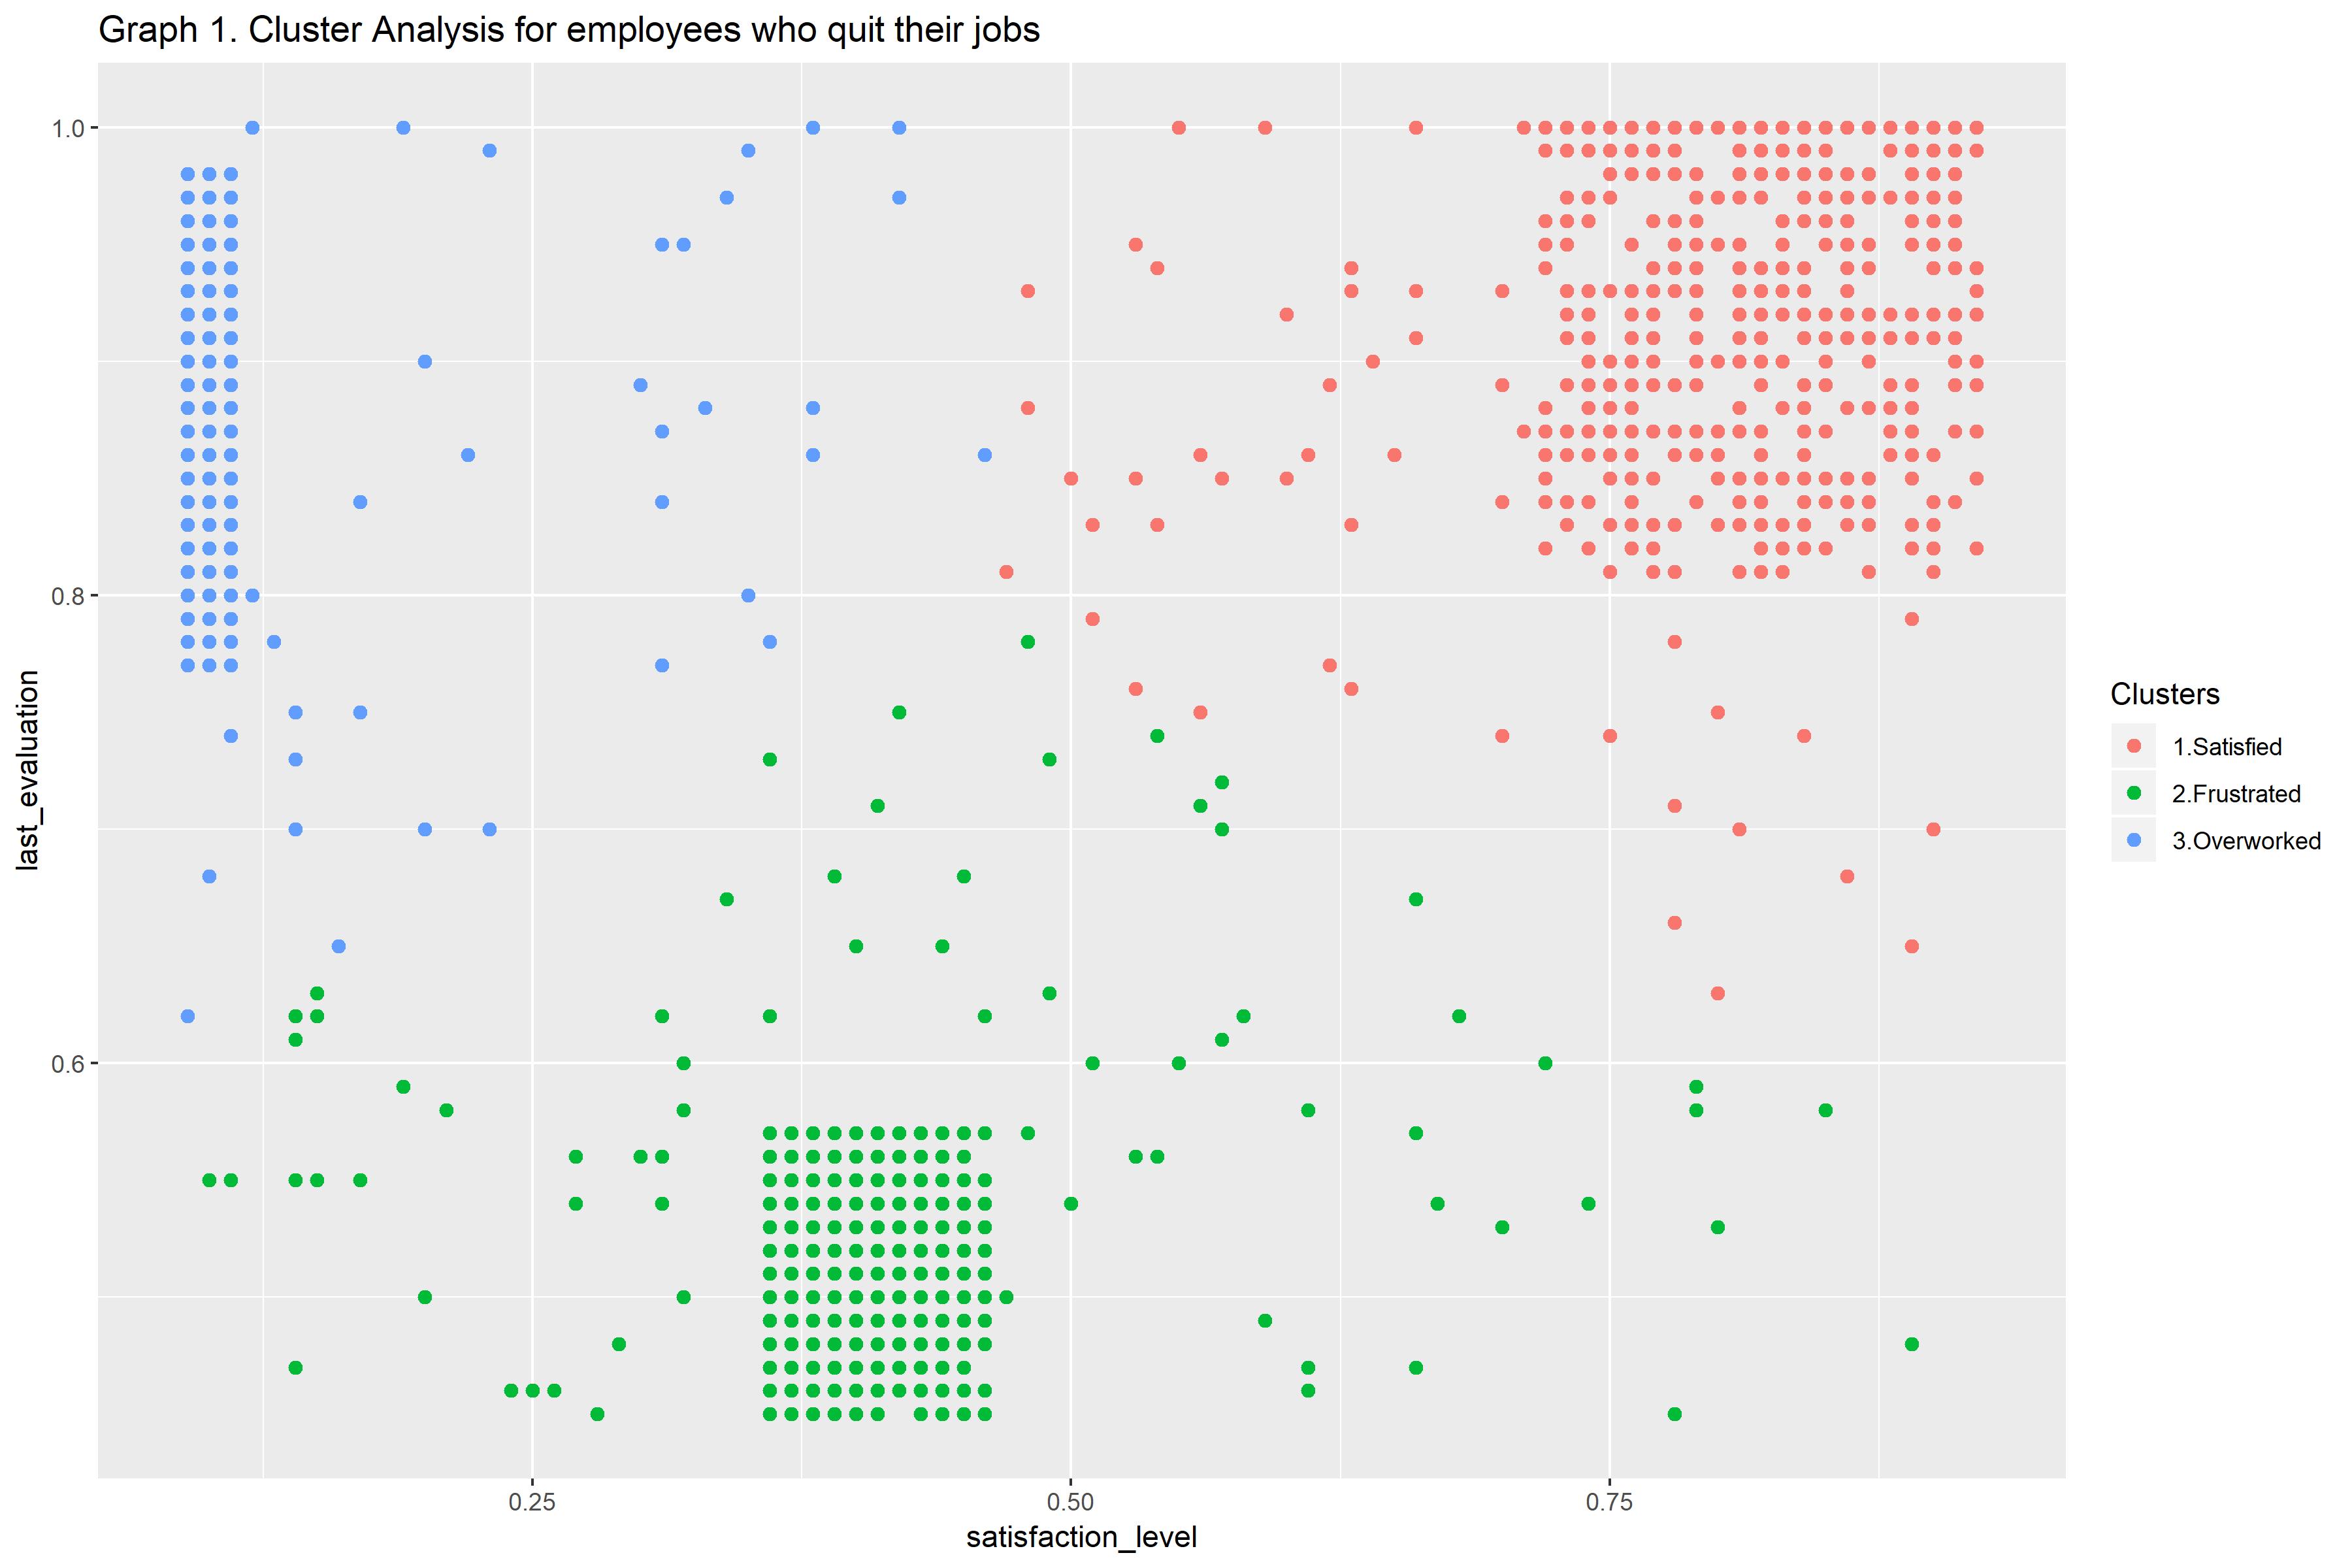 Graph 1. Cluster Analysis for employees who quit their jobs
1.0
0.8
0.6
last_evaluation
0.25 0.50 0.75
satisfaction_level
Clusters
1.Satisfied
2.Frustrated
3.Overworked